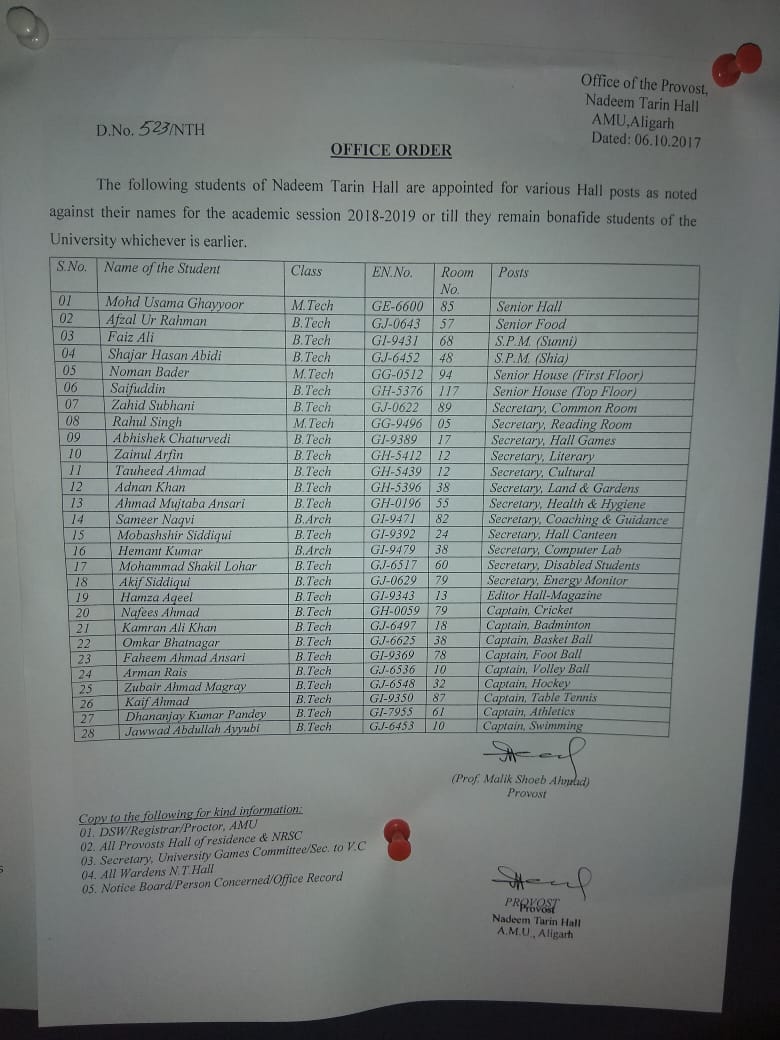 Office of the Provost,
Nadeem Tarin Hall
AMU,Aligarh
Dated: 06.10.2017
D.No. 523/NTH
OFFICE ORDER
The following students of Nadeem Tarin Hall are appointed for various Hall posts as noted
against their names for the academic session 2018-2019 or till they remain bonafide students of the
University whichever is earlier.
S.No. Name of the Student Class EN.No. Room No. Posts
01 Mohd Usama Ghayyoor M.Tech GE-6600 85 Senior Hall
02 Afzal Ur Rahman B.Tech GJ-0643 57 Senior Food
03 Faiz Ali B.Tech GI-9431 68 S.P.M. (Sunni)
04 Shajar Hasan Abidi B.Tech GJ-6452 48 S.P.M. (Shia)
05 Noman Bader M.Tech GG-0512 94 Senior House (First Floor)
06 Saifuddin B.Tech GH-5376 117 Senior House (Top Floor)
07 Zahid Subhani B.Tech GJ-0622 89 Secretary, Common Room
08 Rahul Singh M.Tech GG-9496 05 Secretary, Reading Room
09 Abhishek Chaturvedi B.Tech GI-9389 17 Secretary, Hall Games
10 Zainul Arfin B.Tech GH-5412 12 Secretary, Literary
11 Tauheed Ahmad B.Tech GH-5439 12 Secretary, Cultural
12 Adnan Khan B.Tech GH-5396 38 Secretary, Land & Gardens
13 Ahmad Mujtaba Ansari B.Tech GH-0196 55 Secretary, Health & Hygiene
14 Sameer Naqvi B.Arch GI-9471 82 Secretary, Coaching & Guidance
15 Mobashshir Siddiqui B.Tech GI-9392 24 Secretary, Hall Canteen
16 Hemant Kumar B.Arch GI-9479 38 Secretary, Computer Lab
17 Mohammad Shakil Lohar B.Tech GJ-6517 60 Secretary, Disabled Students
18 Akif Siddiqui B.Tech GJ-0629 79 Secretary, Energy Monitor
19 Hamza Aqeel B.Tech GI-9343 13 Editor Hall-Magazine
20 Nafees Ahmad B.Tech GH-0059 79 Captain, Cricket
21 Kamran Ali Khan B.Tech GJ-6497 18 Captain, Badminton
22 Omkar Bhatnagar B.Tech GJ-6625 38 Captain, Basket Ball
23 Faheem Ahmad Ansari B.Tech GI-9369 78 Captain, Foot Ball
24 Arman Rais B.Tech GJ-6536 10 Captain, Volley Ball
25 Zubair Ahmad Magray B.Tech GJ-6548 32 Captain, Hockey
26 Kaif Ahmad B.Tech GI-9350 87 Captain, Table Tennis
27 Dhananjay Kumar Pandey B.Tech GI-7955 61 Captain, Athletics
28 Jawwad Abdullah Ayyubi B.Tech GJ-6453 10 Captain, Swimming
(Prof. Malik Shoeb Ahmad)
Provost
Copy to the following for kind information:
01. DSW/Registrar/Proctor, AMU
02. All Provosts Hall of residence & NRSC
03. Secretary, University Games Committee/Sec. to V.C
04. All Wardens N.T.Hall
05. Notice Board/Person Concerned/Office Record
PROVOST
Provost
Nadeem Tarin Hall
A.M.U., Aligarh